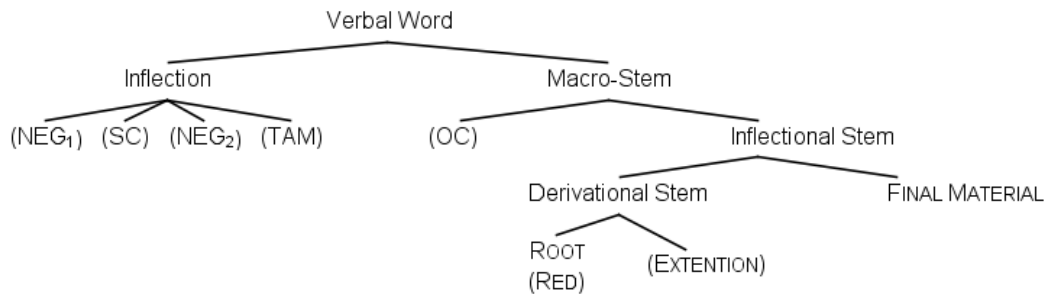 Verbal Word
Inflection Macro-Stem
(NEG₁) (SC) (NEG₂) (TAM) (OC) Inflectional Stem
Derivational Stem FINAL MATERIAL
ROOT (EXTENTION)
(RED)